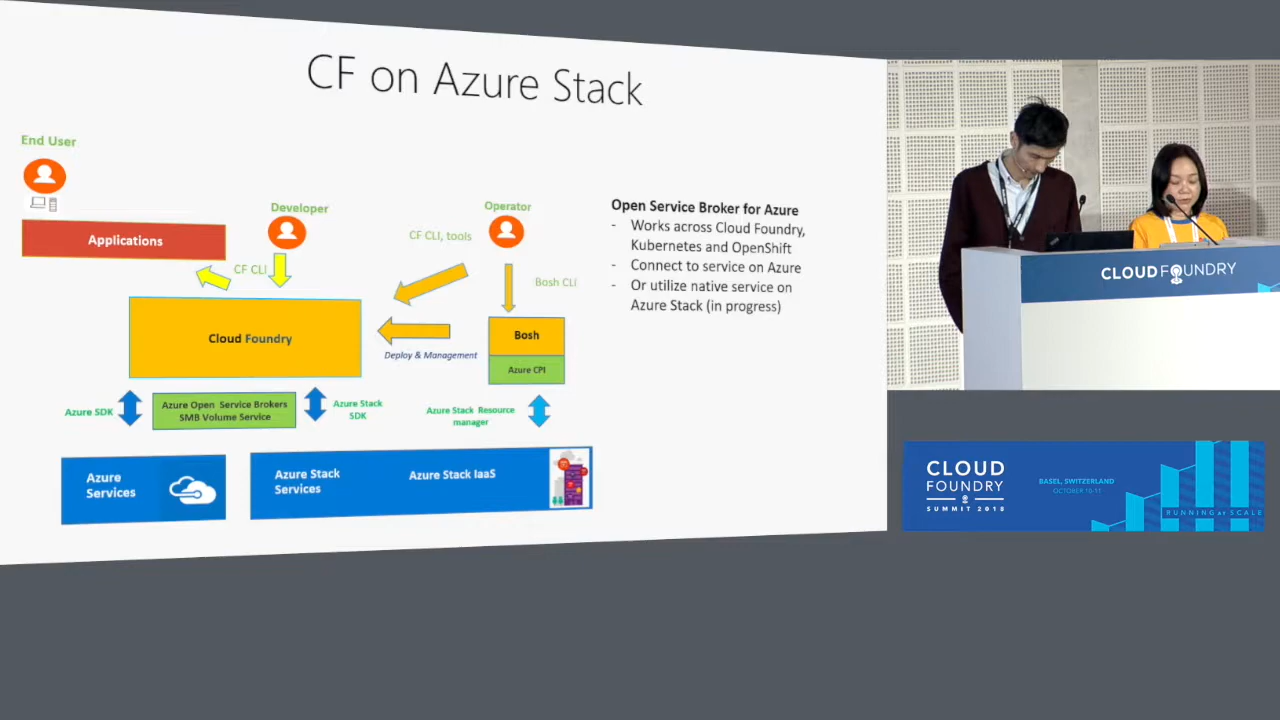 CF on Azure Stack
End User
Applications
Developer
CF CLI
Operator
CF CLI, tools
Bosh CLI
Cloud Foundry
Deploy & Management
Bosh
Azure CPI
Azure SDK
Azure Open Service Brokers
SMB Volume Service
Azure Stack
SDK
Azure Stack Resource
manager
Azure
Services
Azure Stack
Services
Azure Stack IaaS
Open Service Broker for Azure
- Works across Cloud Foundry,
Kubernetes and OpenShift
- Connect to service on Azure
- Or utilize native service on
Azure Stack (in progress)
CLOUD FOUNDRY
CLOUD
FOUNDRY
SUMMIT 2018
BASEL, SWITZERLAND
OCTOBER 10-11
RUNNING at SCALE